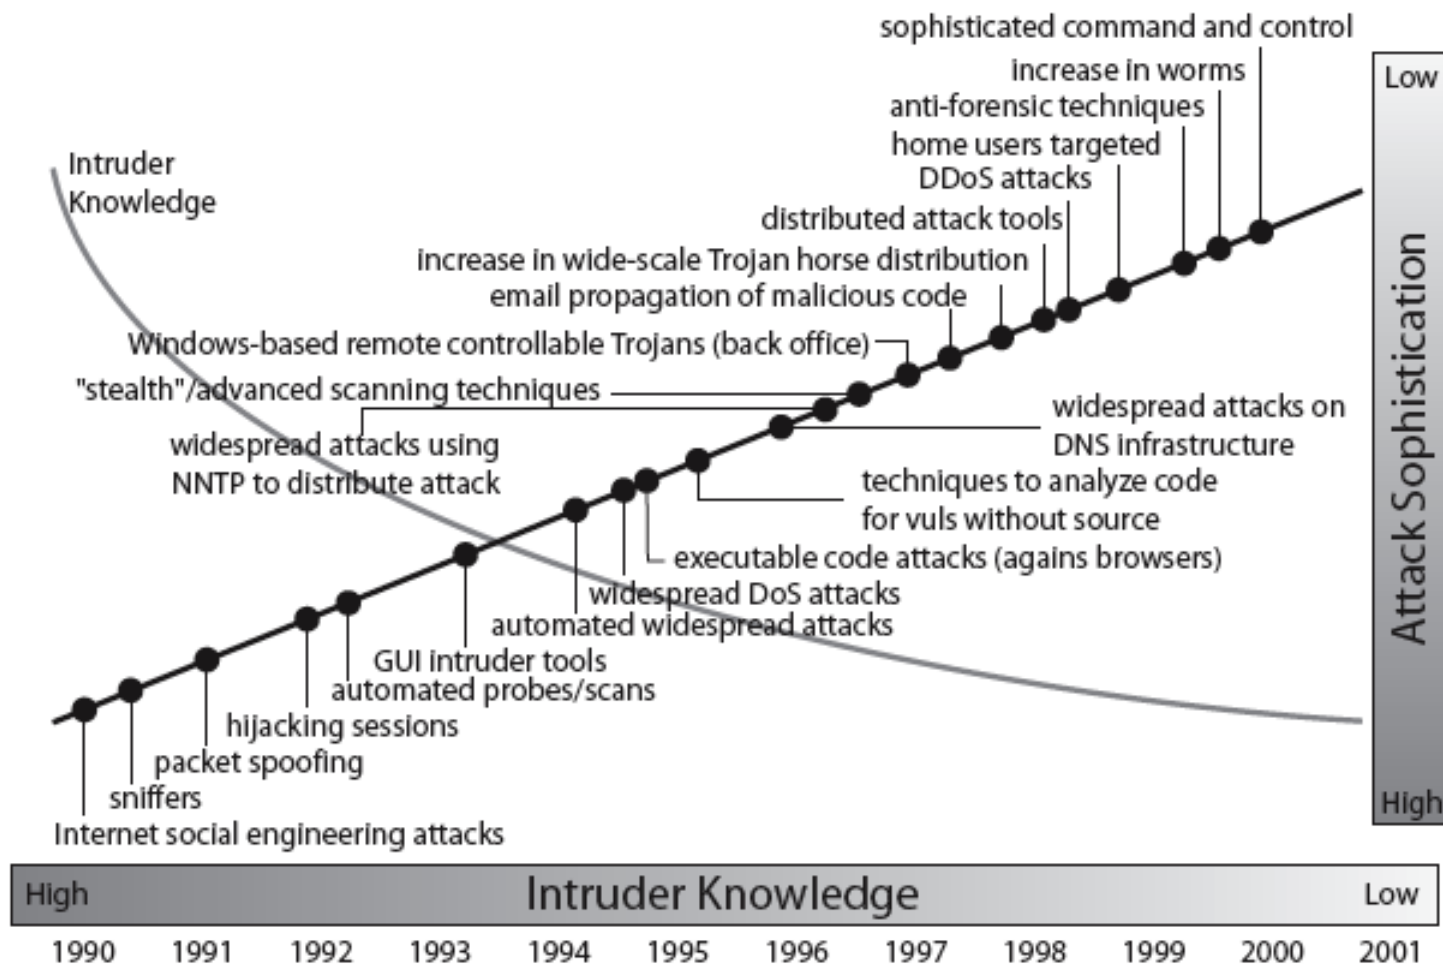 sophisticated command and control
increase in worms
anti-forensic techniques
home users targeted
DDoS attacks
distributed attack tools
increase in wide-scale Trojan horse distribution
email propagation of malicious code
Windows-based remote controllable Trojans (back office)
"stealth"/advanced scanning techniques
widespread attacks using
NNTP to distribute attack
Intruder
Knowledge
widespread attacks on
DNS infrastructure
techniques to analyze code
for vuls without source
executable code attacks (agains browsers)
widespread DoS attacks
automated widespread attacks
GUI intruder tools
automated probes/scans
hijacking sessions
packet spoofing
sniffers
Internet social engineering attacks
Low
Attack Sophistication
High
High Intruder Knowledge Low
1990 1991 1992 1993 1994 1995 1996 1997 1998 1999 2000 2001